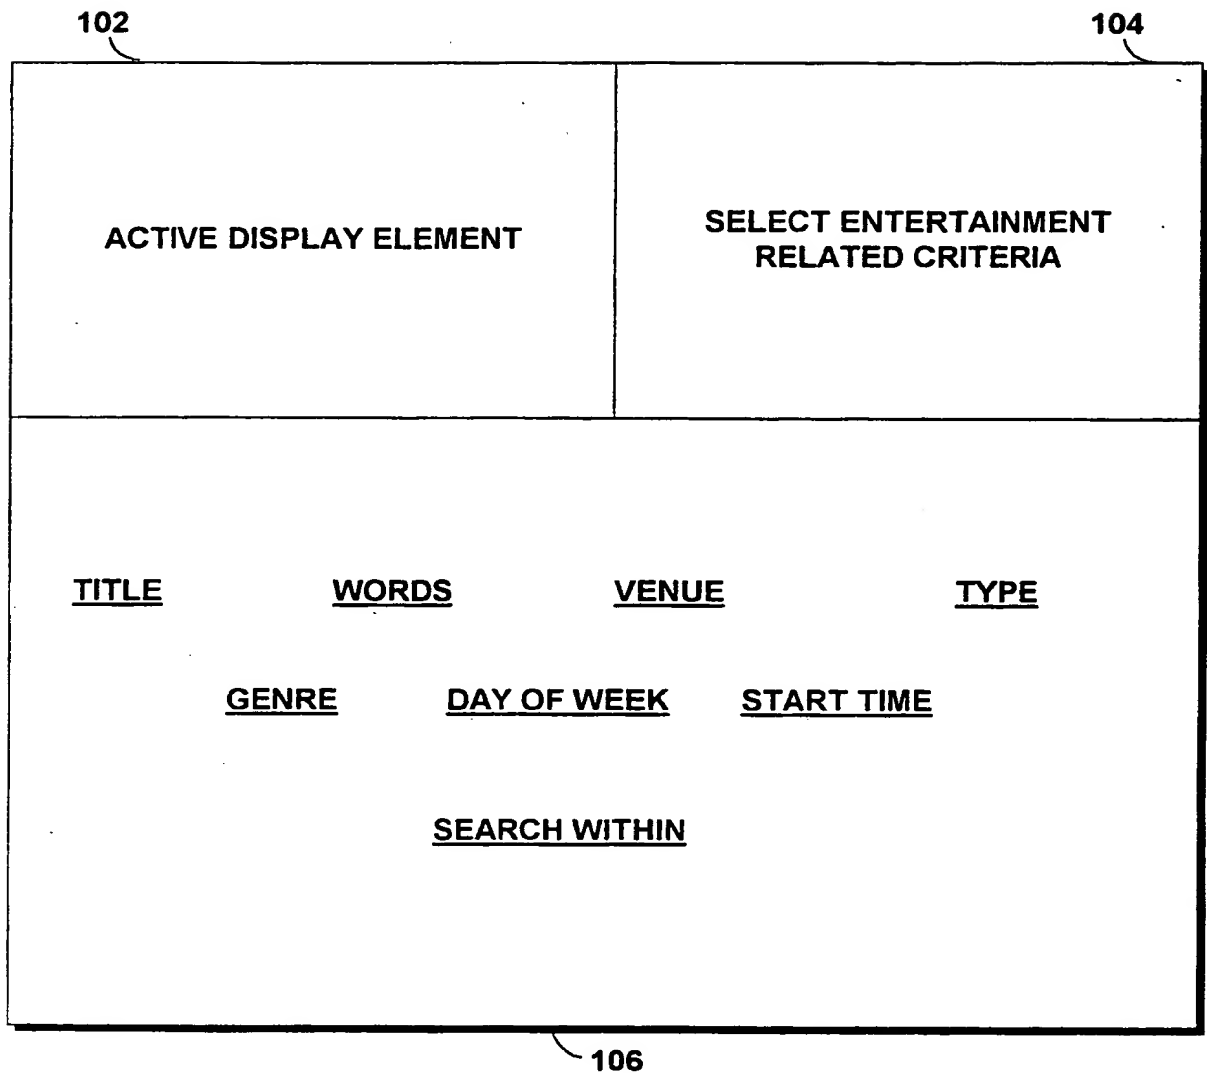 102
104
ACTIVE DISPLAY ELEMENT
SELECT ENTERTAINMENT
RELATED CRITERIA
TITLE WORDS VENUE TYPE
GENRE DAY OF WEEK START TIME
SEARCH WITHIN
106